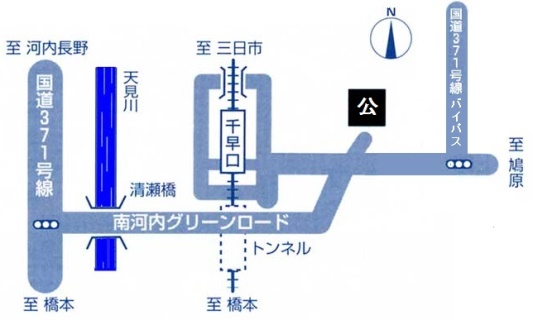 至 河内長野
至 三日市
N
国道371号線 バイパス
国道371号線
天見川
公
千早口
至 鳩原
清瀬橋
南河内グリーンロード
トンネル
至 橋本
至 橋本